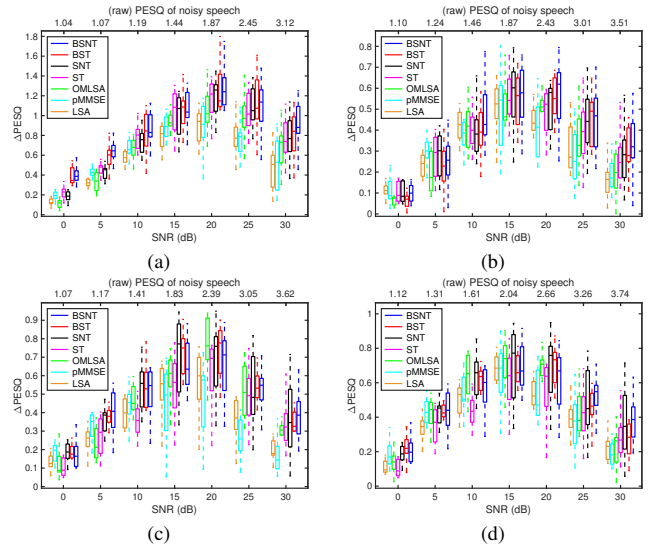 (raw) PESQ of noisy speech
1.04 1.07 1.19 1.44 1.87 2.45 3.12
1.8
1.6
1.4
1.2
1
0.8
0.6
0.4
0.2
0
ΔPESQ
BSNT
BST
SNT
ST
OMLSA
pMMSE
LSA
0 5 10 15 20 25 30
SNR (dB)
(a)
(raw) PESQ of noisy speech
1.10 1.24 1.46 1.87 2.43 3.01 3.51
0.8
0.7
0.6
0.5
0.4
0.3
0.2
0.1
0
ΔPESQ
BSNT
BST
SNT
ST
OMLSA
pMMSE
LSA
0 5 10 15 20 25 30
SNR (dB)
(b)
(raw) PESQ of noisy speech
1.07 1.17 1.41 1.83 2.39 3.05 3.62
0.9
0.8
0.7
0.6
0.5
0.4
0.3
0.2
0.1
0
Δ PESQ
BSNT
BST
SNT
ST
OMLSA
pMMSE
LSA
0 5 10 15 20 25 30
SNR (dB)
(c)
(raw) PESQ of noisy speech
1.12 1.31 1.61 2.04 2.66 3.26 3.74
1
0.8
0.6
0.4
0.2
0
Δ PESQ
BSNT
BST
SNT
ST
OMLSA
pMMSE
LSA
0 5 10 15 20 25 30
SNR (dB)
(d)